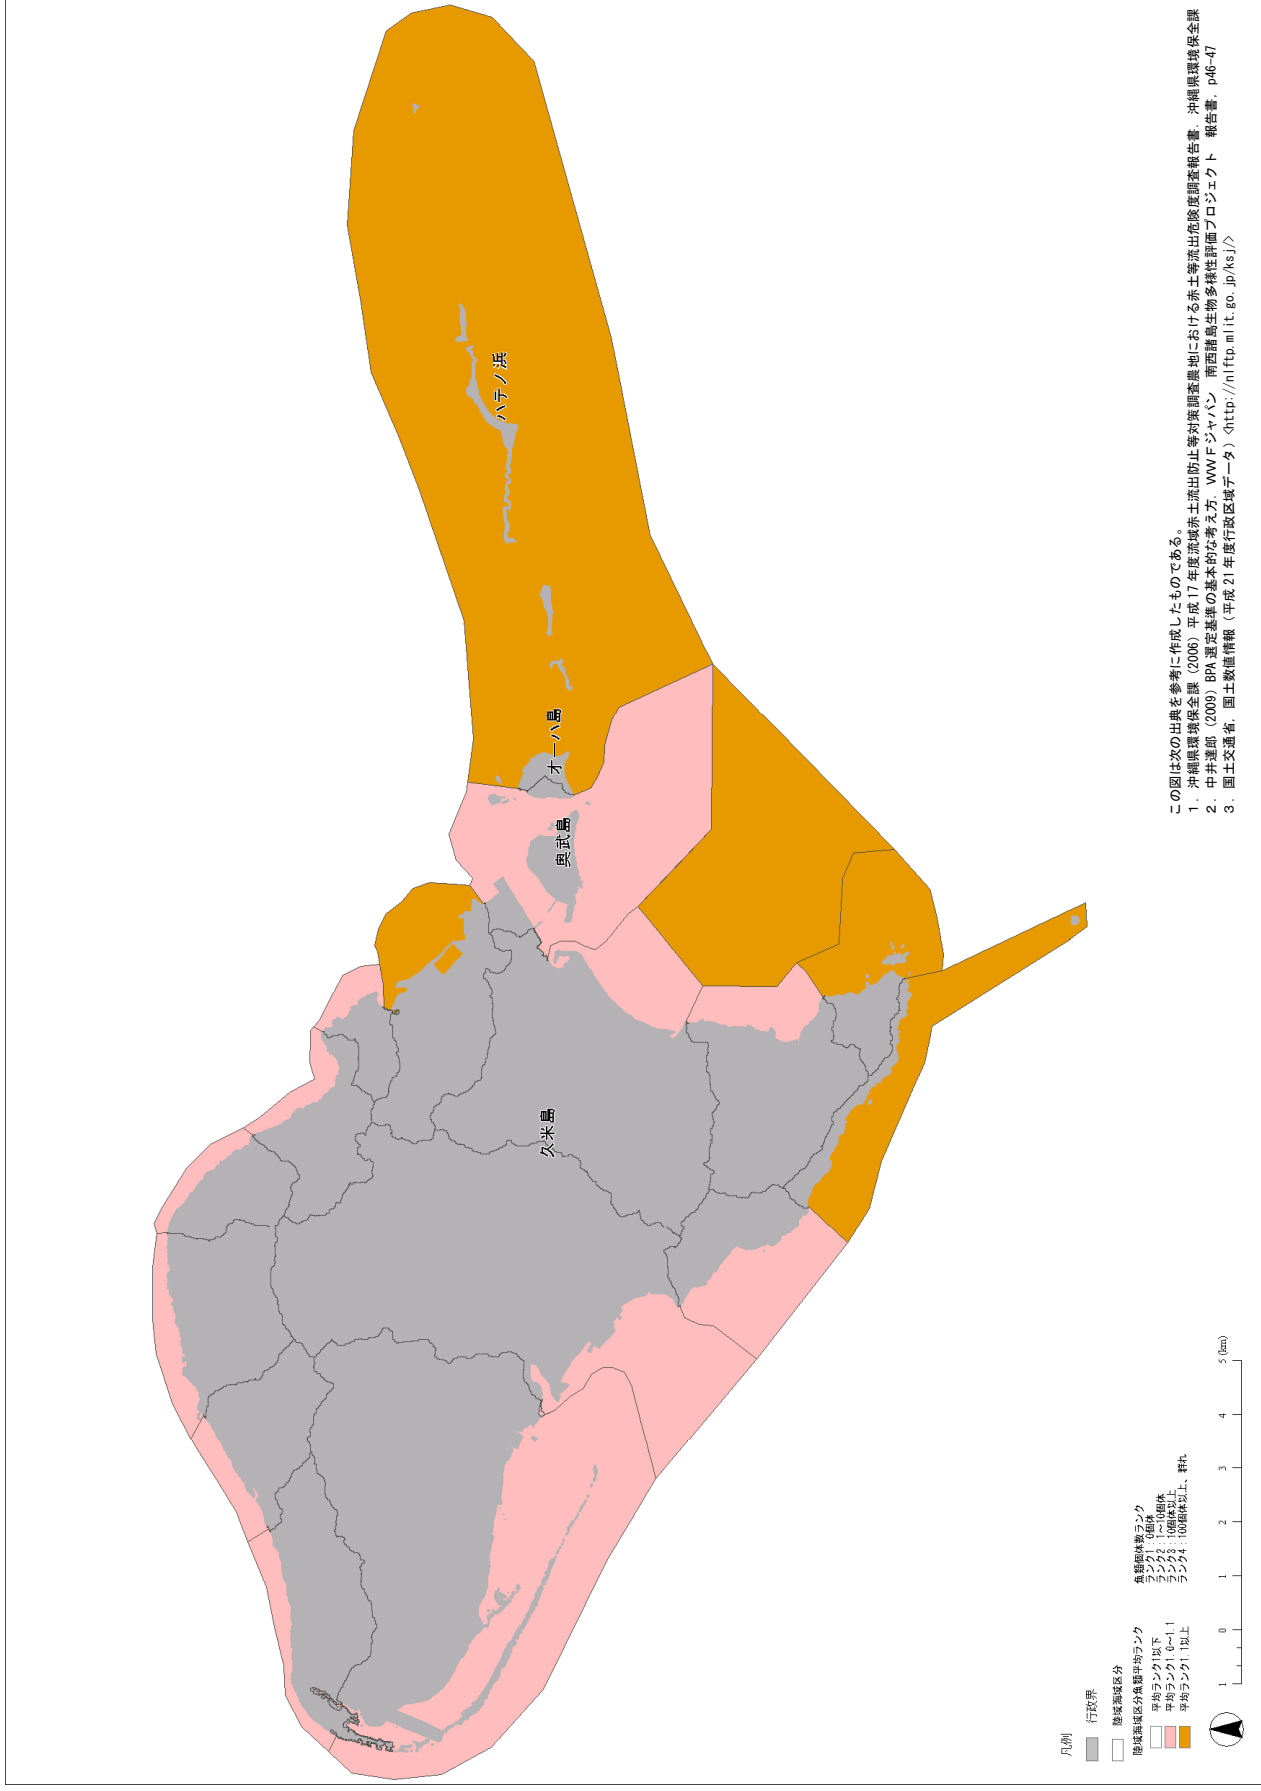 ハテノ浜
オーハ島
奥武島
久米島
この図は次の出典を参考に作成したものである。
1. 沖縄県環境保全課 (2006) 平成17年度流域赤土流出防止等対策調査農地における赤土等流出危険度調査報告書. 沖縄県環境保全課
2. 中井達郎 (2009) BPA選定基準の基本的な考え方. WWFジャパン 南西諸島生物多様性評価プロジェクト 報告書, p46-47
3. 国土交通省, 国土数値情報 (平成21年度行政区域データ) <http://nlftp.mlit.go.jp/ksj/>
凡例
行政界
陸域海域区分
陸域海域区分魚類平均ランク
平均ランク1以下
平均ランク1.0~1.1
平均ランク1.1以上
魚類個体数ランク
ランク1:0個体
ランク2:1~10個体
ランク3:10個体以上
ランク4:100個体以上、群れ
1 0 1 2 3 4 5 (km)